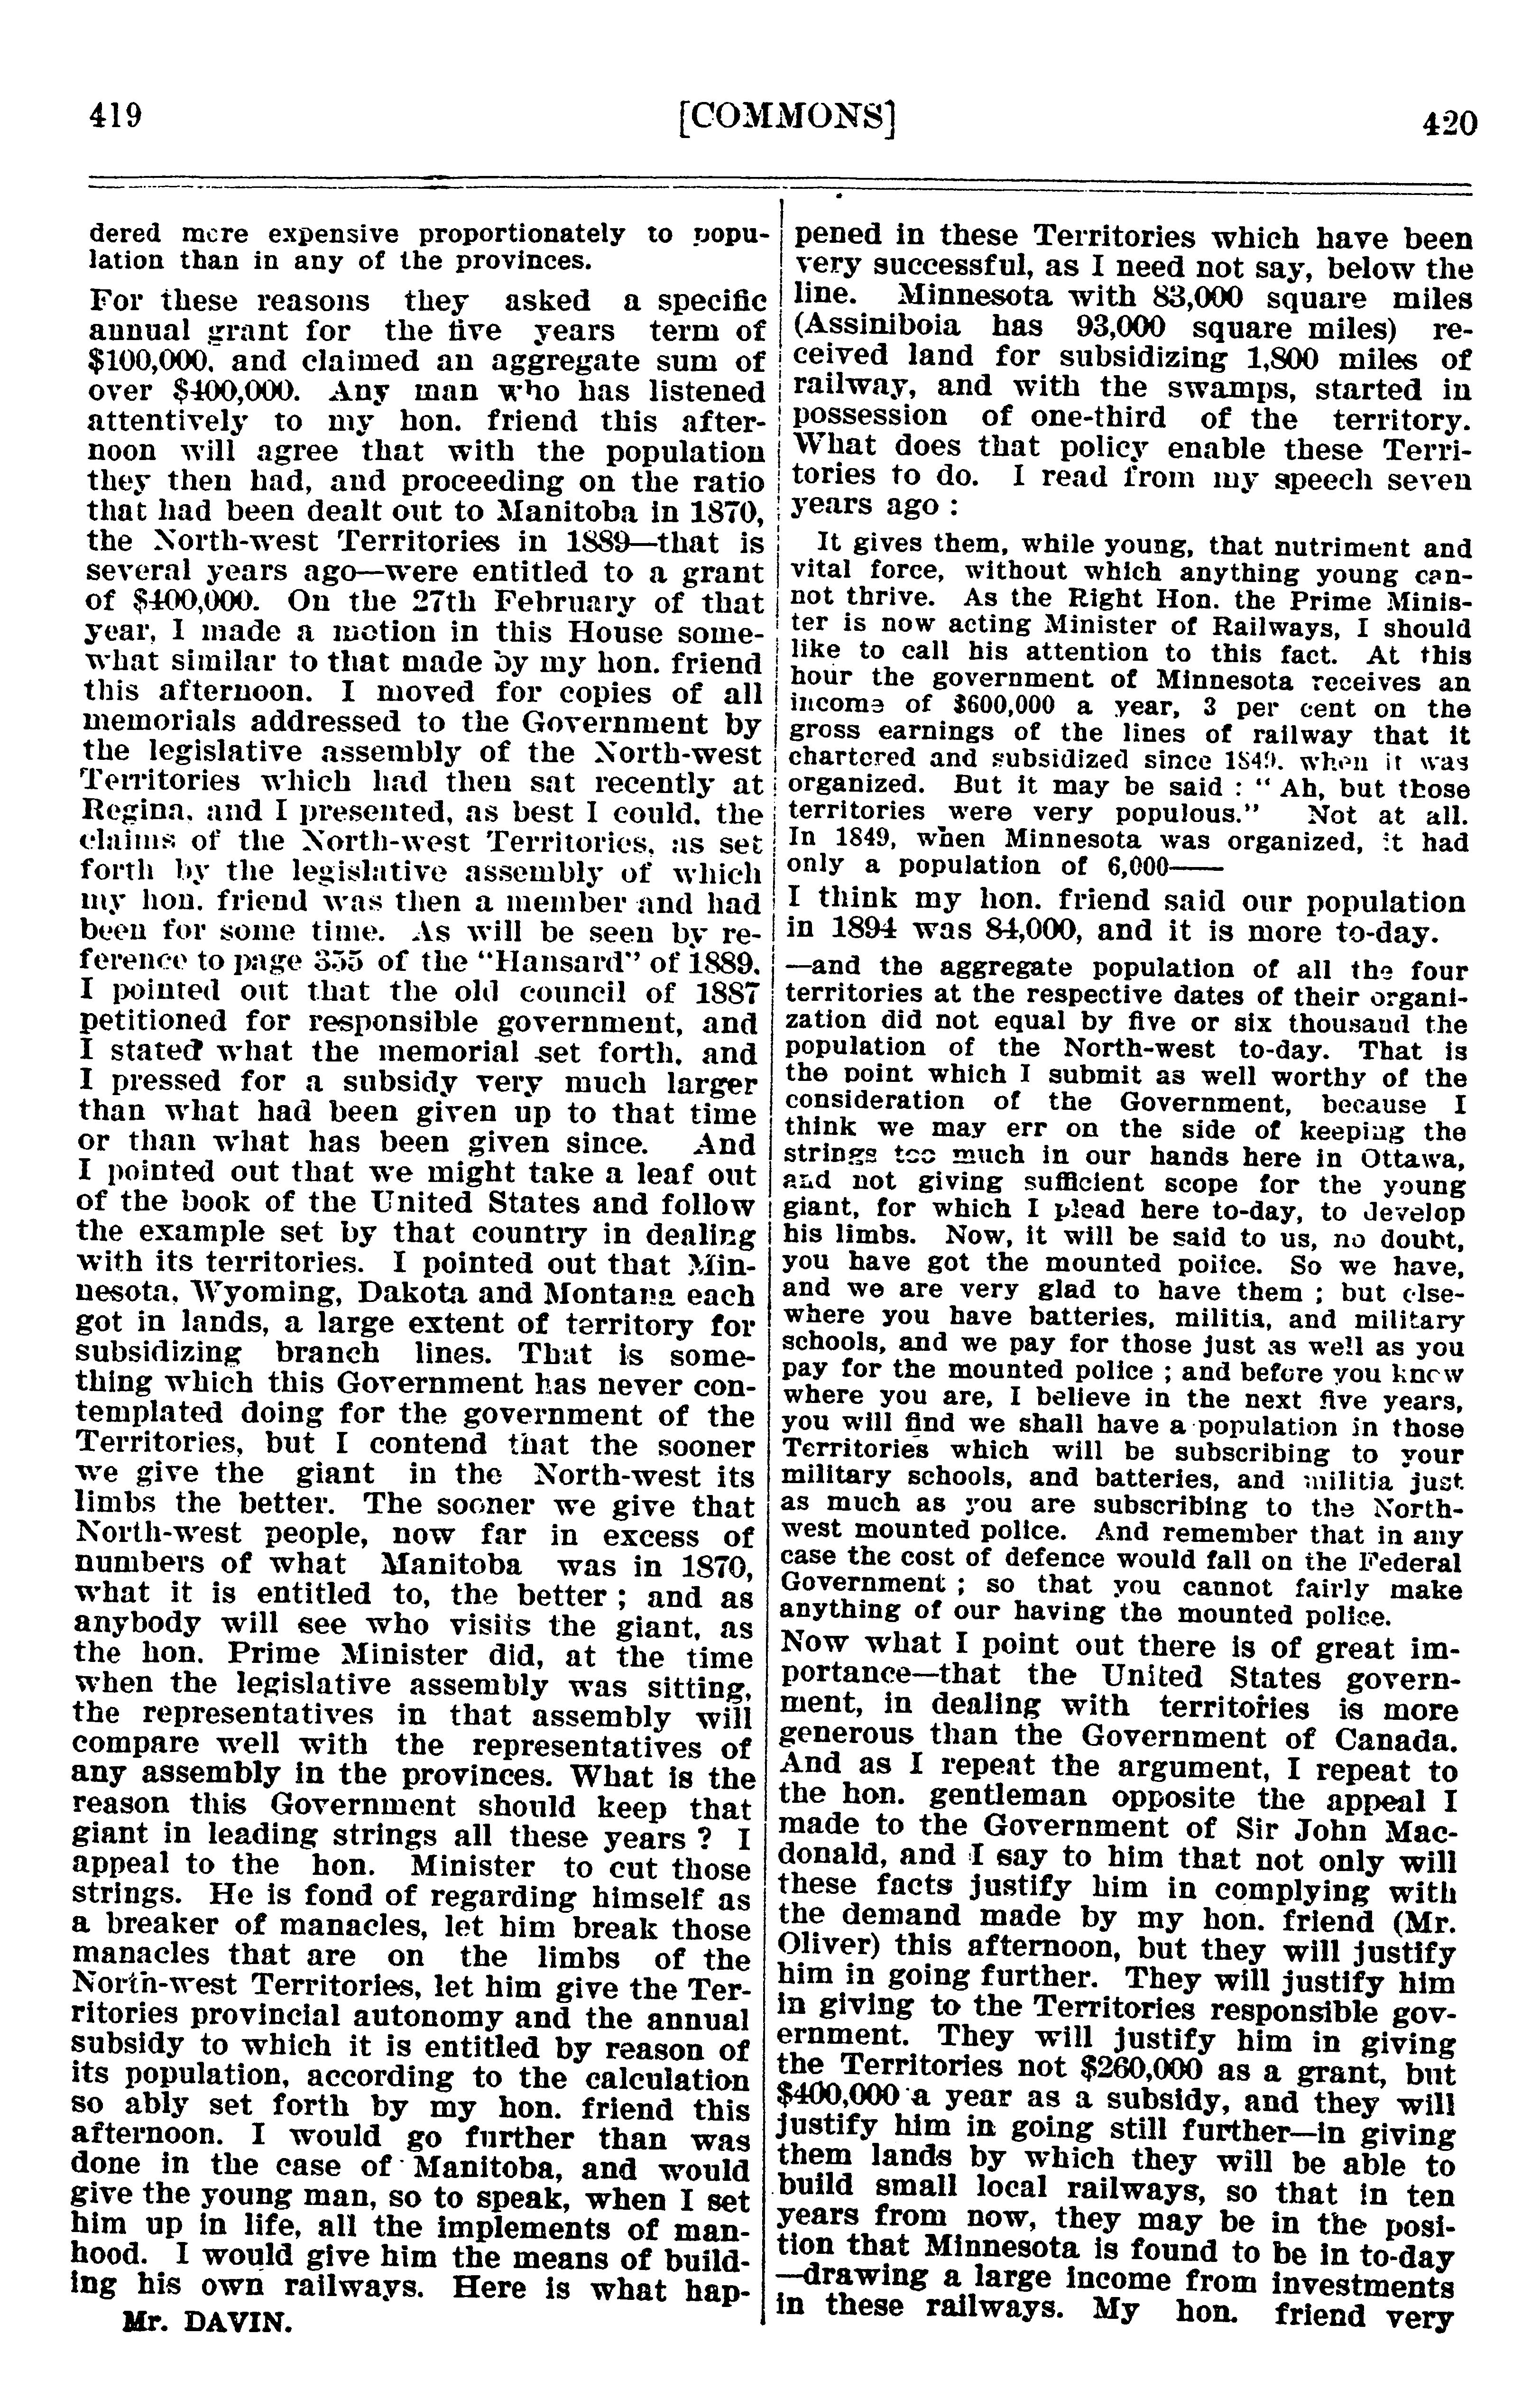 419
[COMMONS]
420
dered more expensive proportionately to popu-
lation than in any of the provinces.
For these reasons they asked a specific
annual grant for the five years term of
$100,000, and claimed an aggregate sum of
over $400,000. Any man who has listened
attentively to my hon. friend this after-
noon will agree that with the population
they then had, and proceeding on the ratio
that had been dealt out to Manitoba in 1870,
the North-west Territories in 1889—that is
several years ago—were entitled to a grant
of $400,000. On the 27th February of that
year, I made a motion in this House some-
what similar to that made by my hon. friend
this afternoon. I moved for copies of all
memorials addressed to the Government by
the legislative assembly of the North-west
Territories which had then sat recently at
Regina, and I presented, as best I could, the
claims of the North-west Territories, as set
forth by the legislative assembly of which
my hon. friend was then a member and had
been for some time. As will be seen by re-
ference to page 355 of the "Hansard" of 1889.
I pointed out that the old council of 1887
petitioned for responsible government, and
I stated what the memorial set forth, and
I pressed for a subsidy very much larger
than what had been given up to that time
or than what has been given since. And
I pointed out that we might take a leaf out
of the book of the United States and follow
the example set by that country in dealing
with its territories. I pointed out that Min-
nesota, Wyoming, Dakota and Montana each
got in lands, a large extent of territory for
subsidizing branch lines. That is some-
thing which this Government has never con-
templated doing for the government of the
Territories, but I contend that the sooner
we give the giant in the North-west its
limbs the better. The sooner we give that
North-west people, now far in excess of
numbers of what Manitoba was in 1870,
what it is entitled to, the better ; and as
anybody will see who visits the giant, as
the hon. Prime Minister did, at the time
when the legislative assembly was sitting,
the representatives in that assembly will
compare well with the representatives of
any assembly in the provinces. What is the
reason this Government should keep that
giant in leading strings all these years ? I
appeal to the hon. Minister to cut those
strings. He is fond of regarding himself as
a breaker of manacles, let him break those
manacles that are on the limbs of the
North-west Territories, let him give the Ter-
ritories provincial autonomy and the annual
subsidy to which it is entitled by reason of
its population, according to the calculation
so ably set forth by my hon. friend this
afternoon. I would go further than was
done in the case of Manitoba, and would
give the young man, so to speak, when I set
him up in life, all the implements of man-
hood. I would give him the means of build-
ing his own railways. Here is what hap-
Mr. DAVIN.
pened in these Territories which have been
very successful, as I need not say, below the
line. Minnesota with 83,000 square miles
(Assiniboia has 93,000 square miles) re-
ceived land for subsidizing 1,800 miles of
railway, and with the swamps, started in
possession of one-third of the territory.
What does that policy enable these Terri-
tories to do. I read from my speech seven
years ago :
It gives them, while young, that nutriment and
vital force, without which anything young can-
not thrive. As the Right Hon. the Prime Minis-
ter is now acting Minister of Railways, I should
like to call his attention to this fact. At this
hour the government of Minnesota receives an
income of $600,000 a year, 3 per cent on the
gross earnings of the lines of railway that it
chartered and subsidized since 1849, when it was
organized. But it may be said : " Ah, but those
territories were very populous." Not at all.
In 1849, when Minnesota was organized, it had
only a population of 6,000——
I think my hon. friend said our population
in 1894 was 84,000, and it is more to-day.
—and the aggregate population of all the four
territories at the respective dates of their organi-
zation did not equal by five or six thousand the
population of the North-west to-day. That is
the point which I submit as well worthy of the
consideration of the Government, because I
think we may err on the side of keeping the
strings too much in our hands here in Ottawa,
and not giving sufficient scope for the young
giant, for which I plead here to-day, to develop
his limbs. Now, it will be said to us, no doubt,
you have got the mounted police. So we have,
and we are very glad to have them ; but else-
where you have batteries, militia, and military
schools, and we pay for those just as well as you
pay for the mounted police ; and before you know
where you are, I believe in the next five years,
you will find we shall have a population in those
Territories which will be subscribing to your
military schools, and batteries, and militia just
as much as you are subscribing to the North-
west mounted police. And remember that in any
case the cost of defence would fall on the Federal
Government ; so that you cannot fairly make
anything of our having the mounted police.
Now what I point out there is of great im-
portance—that the United States govern-
ment, in dealing with territories is more
generous than the Government of Canada.
And as I repeat the argument, I repeat to
the hon. gentleman opposite the appeal I
made to the Government of Sir John Mac-
donald, and I say to him that not only will
these facts justify him in complying with
the demand made by my hon. friend (Mr.
Oliver) this afternoon, but they will justify
him in going further. They will justify him
in giving to the Territories responsible gov-
ernment. They will justify him in giving
the Territories not $260,000 as a grant, but
$400,000 a year as a subsidy, and they will
justify him in going still further—in giving
them lands by which they will be able to
build small local railways, so that in ten
years from now, they may be in the posi-
tion that Minnesota is found to be in to-day
—drawing a large income from investments
in these railways. My hon. friend very